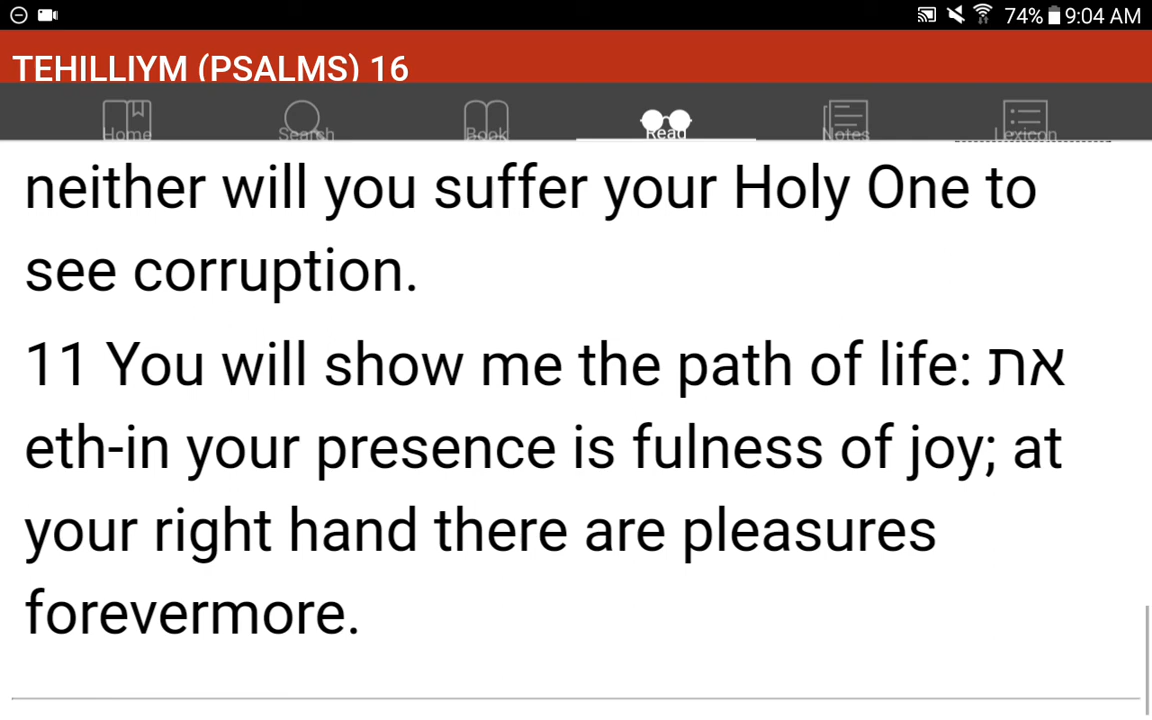 74% 9:04 AM
TEHILLIYM (PSALMS) 16
Home Search Book Read Notes Lexicon
neither will you suffer your Holy One to
see corruption.
11 You will show me the path of life: את
eth-in your presence is fulness of joy; at
your right hand there are pleasures
forevermore.